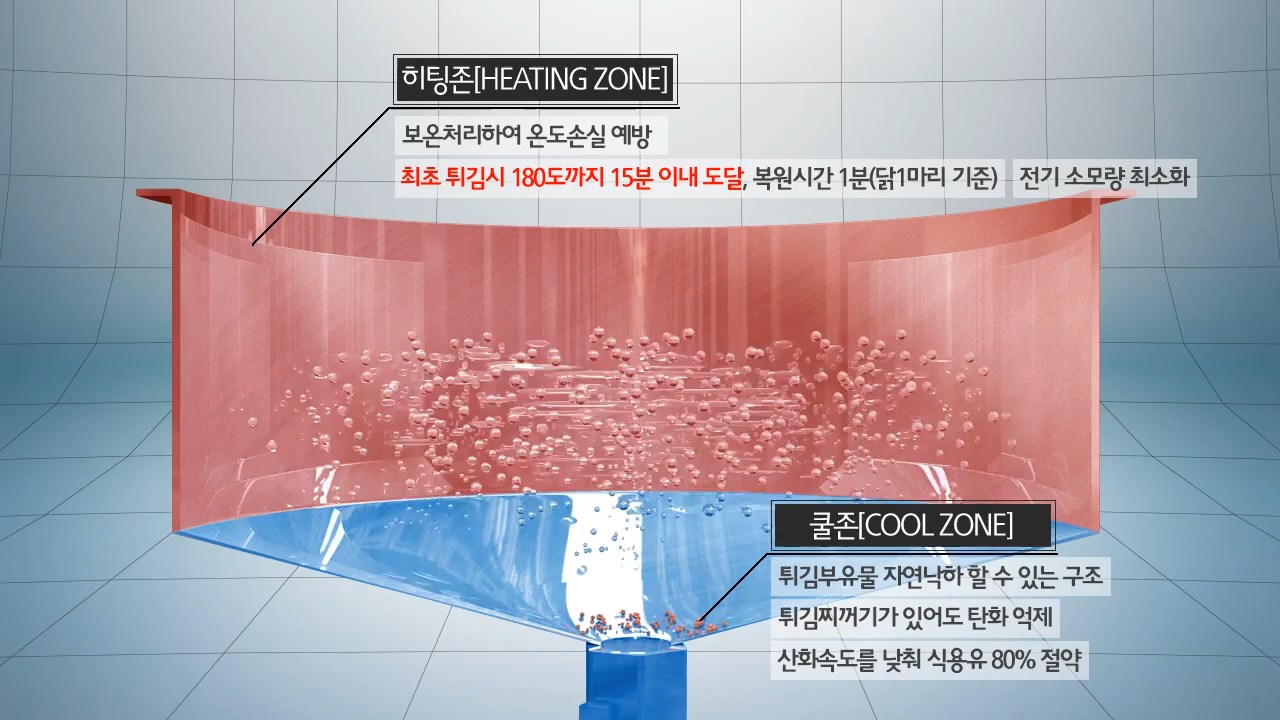 히팅존[HEATING ZONE]
보온처리하여 온도손실 예방
최초 튀김시 180도까지 15분 이내 도달, 복원시간 1분(닭1마리 기준) 전기 소모량 최소화
쿨존[COOL ZONE]
튀김부유물 자연낙하 할 수 있는 구조
튀김찌꺼기가 있어도 탄화 억제
산화속도를 낮춰 식용유 80% 절약